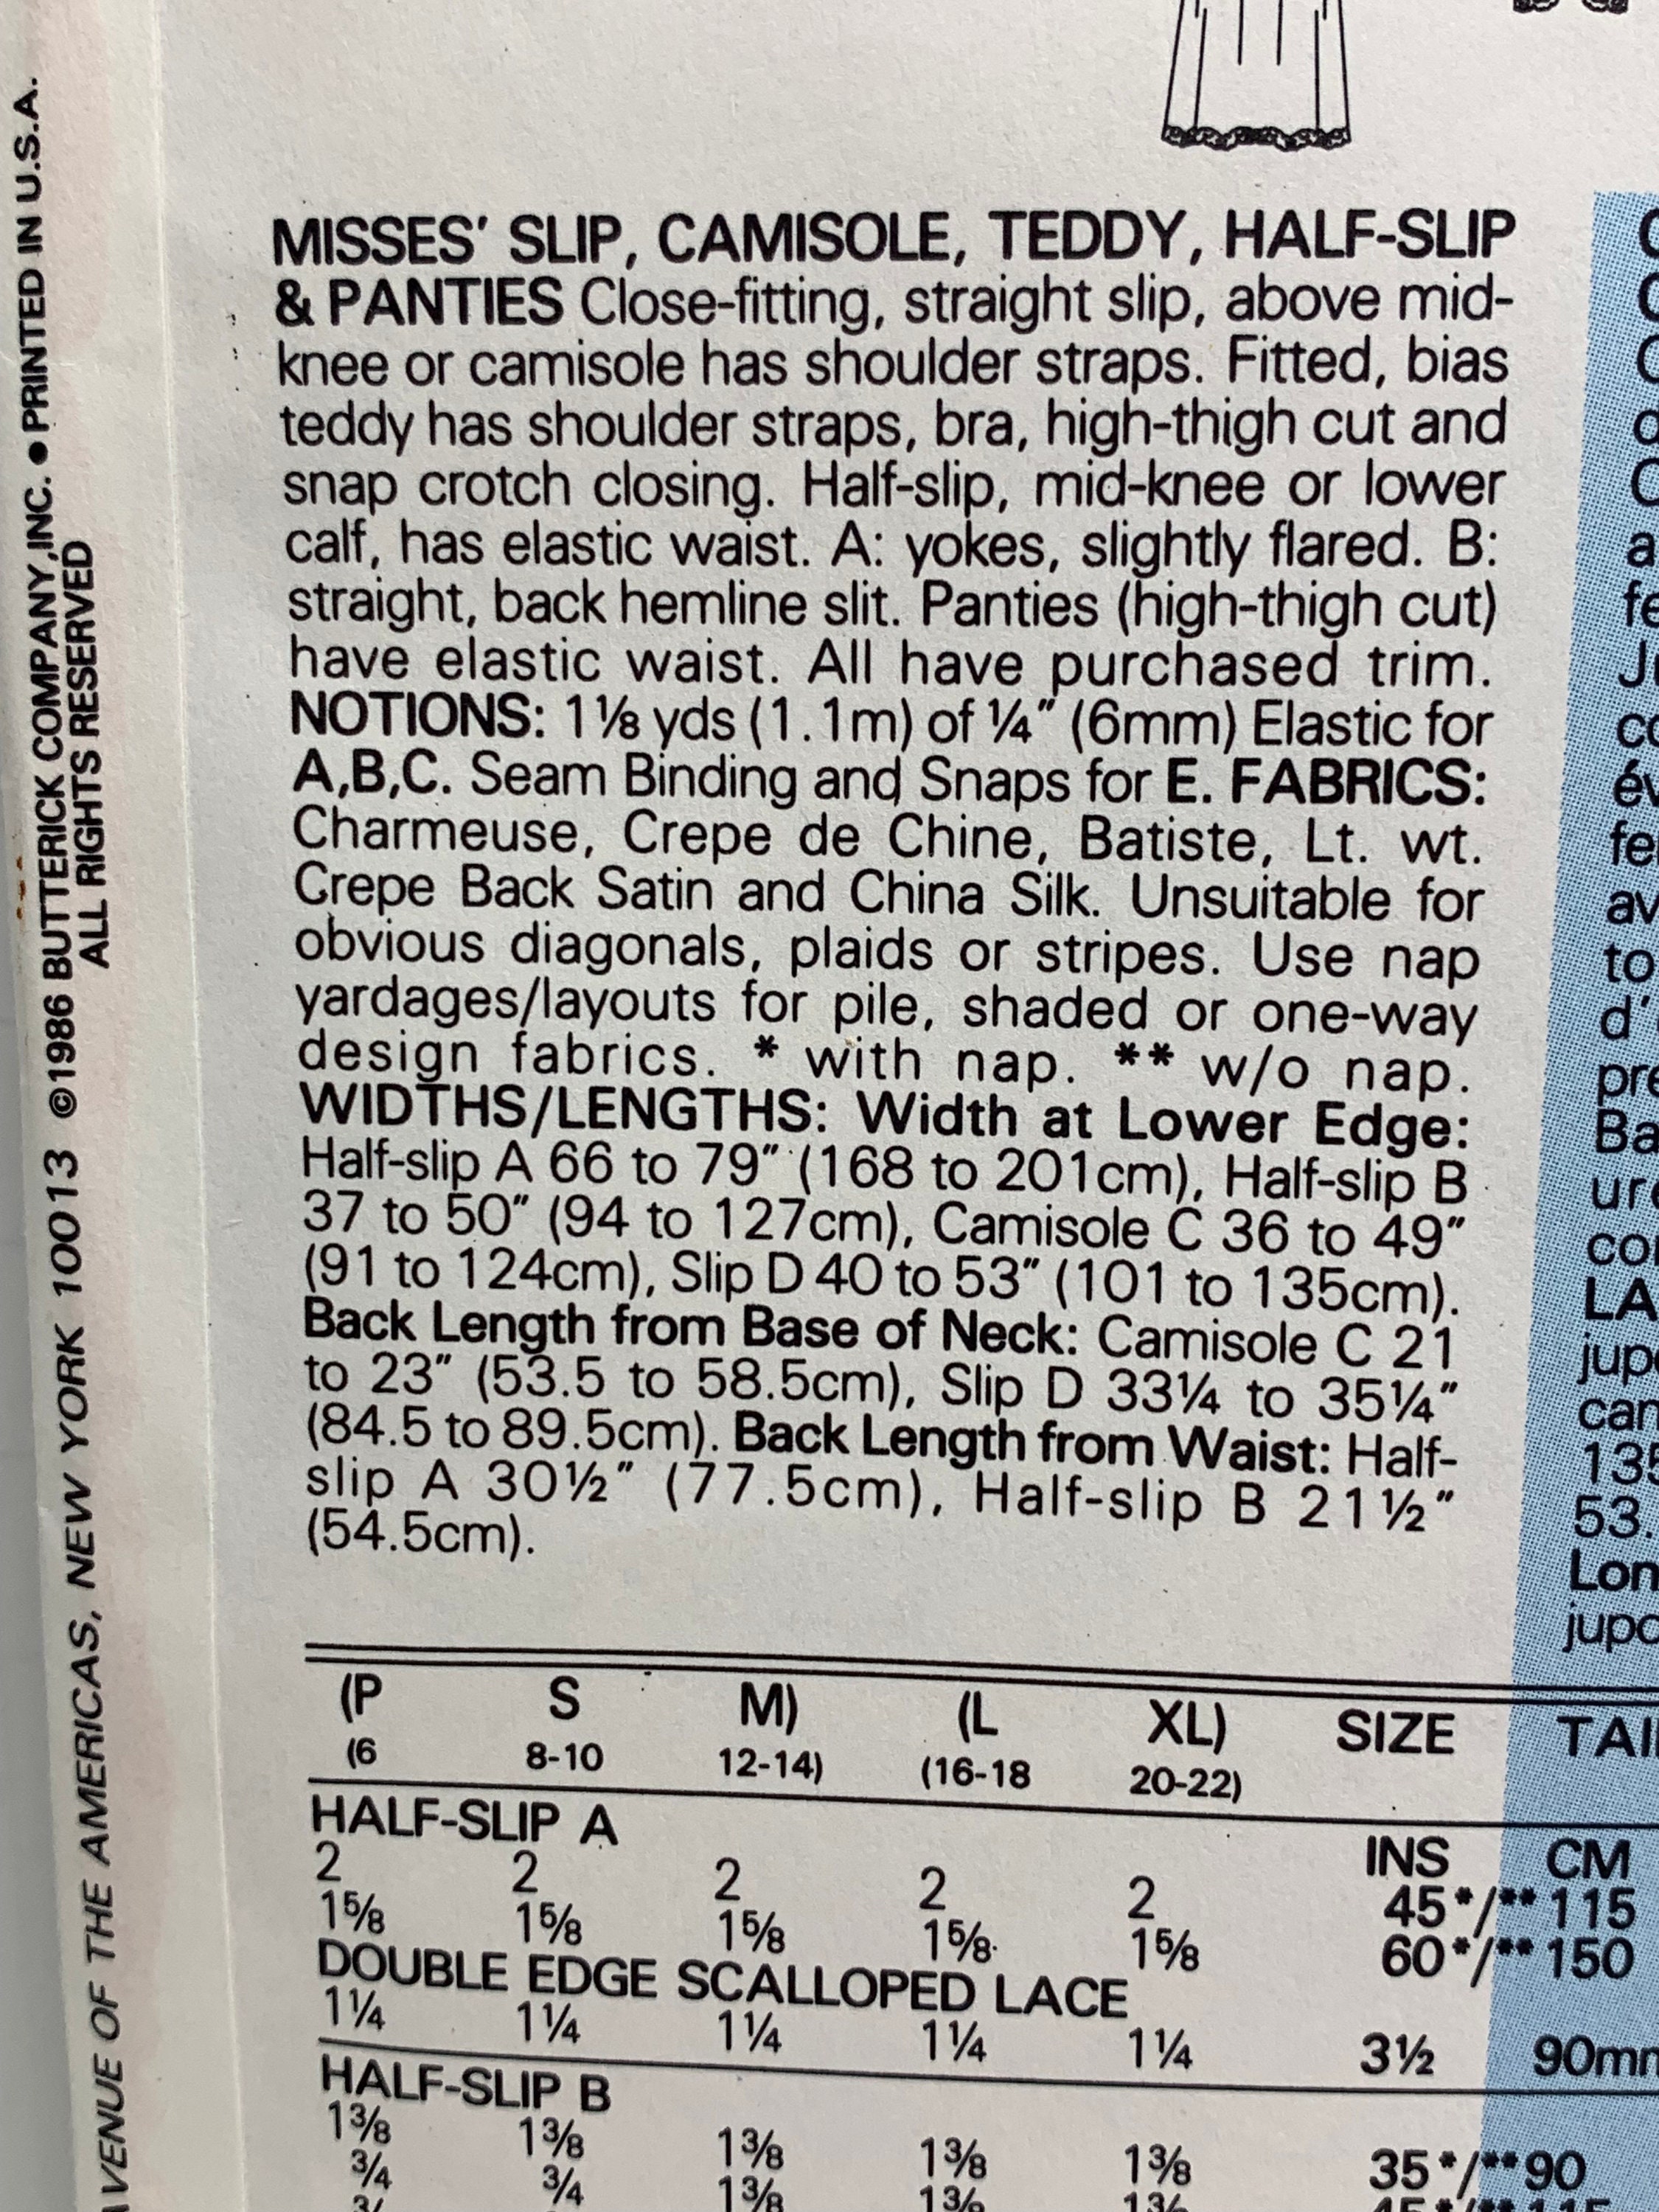 MISSES' SLIP, CAMISOLE, TEDDY, HALF-SLIP
& PANTIES Close-fitting, straight slip, above mid-
knee or camisole has shoulder straps. Fitted, bias
teddy has shoulder straps, bra, high-thigh cut and
snap crotch closing. Half-slip, mid-knee or lower
calf, has elastic waist. A: yokes, slightly flared. B:
straight, back hemline slit. Panties (high-thigh cut)
have elastic waist. All have purchased trim.
NOTIONS: 1⅛ yds (1.1m) of ¼" (6mm) Elastic for
A,B,C. Seam Binding and Snaps for E. FABRICS:
Charmeuse, Crepe de Chine, Batiste, Lt. wt.
Crepe Back Satin and China Silk. Unsuitable for
obvious diagonals, plaids or stripes. Use nap
yardages/layouts for pile, shaded or one-way
design fabrics. * with nap. ** w/o nap.
WIDTHS/LENGTHS: Width at Lower Edge:
Half-slip A 66 to 79" (168 to 201cm), Half-slip B
37 to 50" (94 to 127cm), Camisole C 36 to 49"
(91 to 124cm), Slip D 40 to 53" (101 to 135cm).
Back Length from Base of Neck: Camisole C 21
to 23" (53.5 to 58.5cm), Slip D 33¼ to 35¼"
(84.5 to 89.5cm). Back Length from Waist: Half-
slip A 30½" (77.5cm), Half-slip B 21½"
(54.5cm).
(P S M) (L XL) SIZE TAI
(6 8-10 12-14) (16-18 20-22)
HALF-SLIP A INS CM
2 2 2 2 2 45*/** 115
1⅝ 1⅝ 1⅝ 1⅝ 1⅝ 60*/** 150
DOUBLE EDGE SCALLOPED LACE
1¼ 1¼ 1¼ 1¼ 1¼ 3½ 90m
HALF-SLIP B
1⅜ 1⅜ 1⅜ 1⅜ 1⅜ 35*/** 90
¾ ¾ 1⅜ 1⅜
AVENUE OF THE AMERICAS, NEW YORK 10013 ©1986 BUTTERICK COMPANY, INC. • PRINTED IN U.S.A.
ALL RIGHTS RESERVED